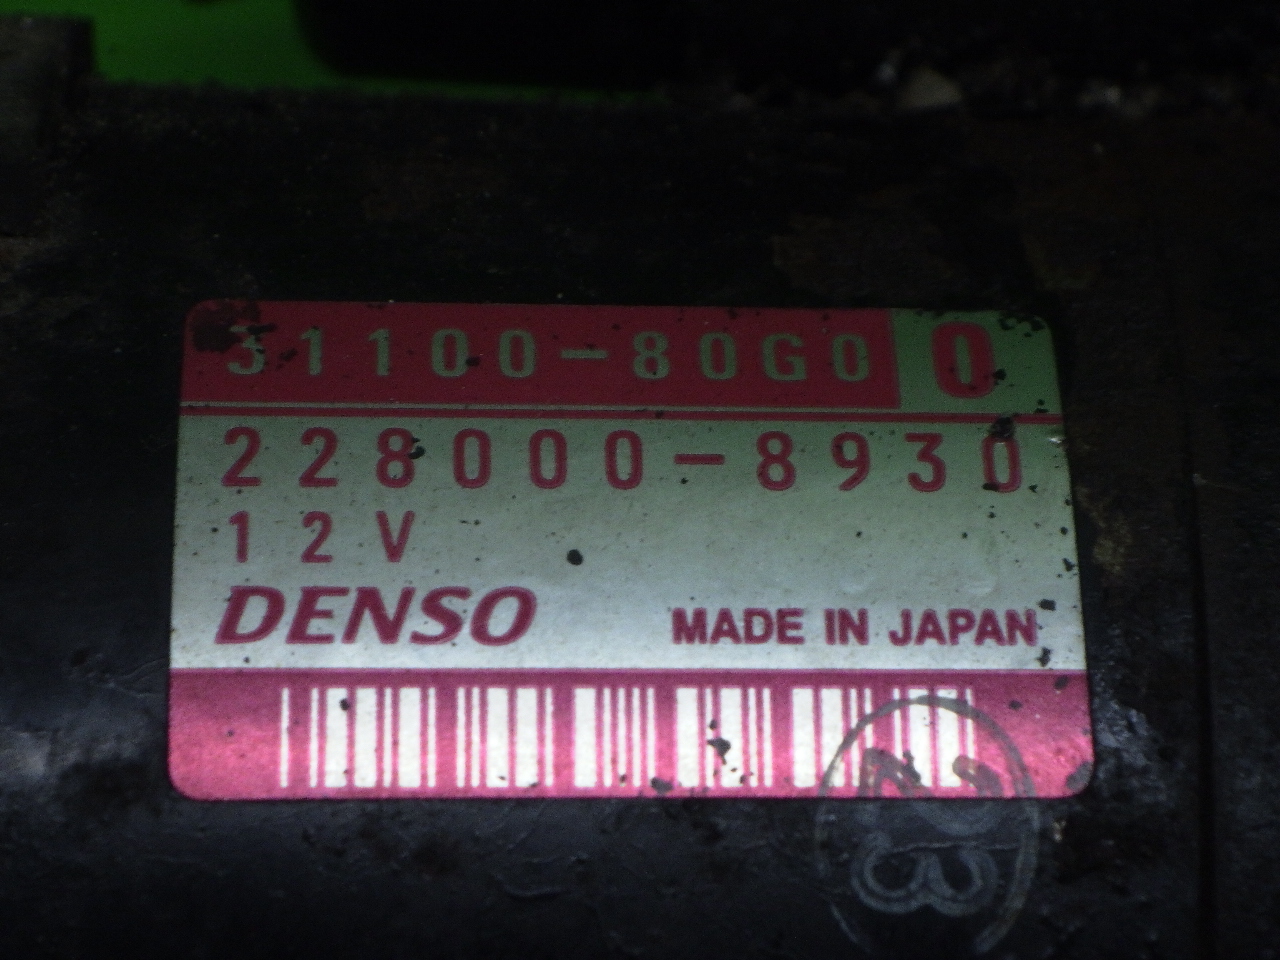 31100-80G0 0
228000-8930
12V
DENSO MADE IN JAPAN